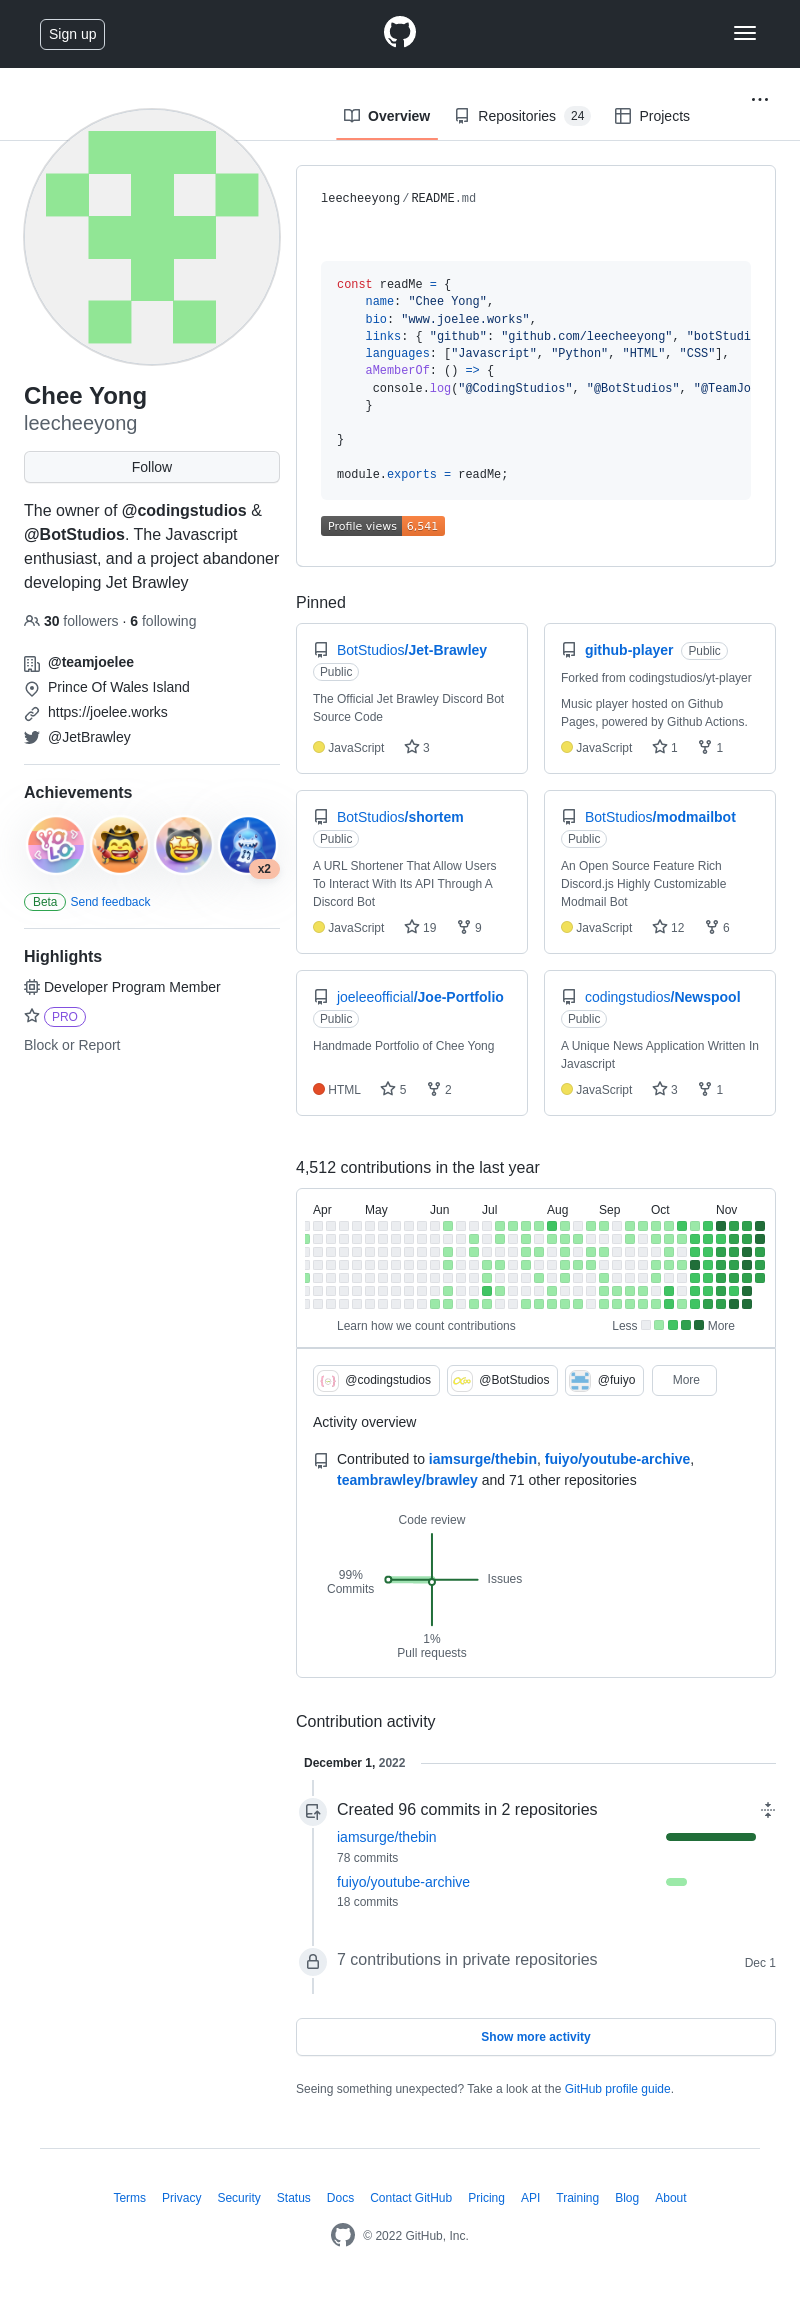 Sign up
Overview
Repositories 24
Projects
Chee Yong
leecheeyong
Follow
The owner of @codingstudios &
@BotStudios. The Javascript
enthusiast, and a project abandoner
developing Jet Brawley
30 followers · 6 following
@teamjoelee
Prince Of Wales Island
https://joelee.works
@JetBrawley
Achievements
YOLO
x2
Beta Send feedback
Highlights
Developer Program Member
PRO
Block or Report
leecheeyong/README.md
const readMe = {
name: "Chee Yong",
bio: "www.joelee.works",
links: { "github": "github.com/leecheeyong", "botStudi
languages: ["Javascript", "Python", "HTML", "CSS"],
aMemberOf: () => {
console.log("@CodingStudios", "@BotStudios", "@TeamJo
}
}
module.exports = readMe;
Profile views 6,541
Pinned
BotStudios/Jet-Brawley
Public
The Official Jet Brawley Discord Bot
Source Code
JavaScript 3
github-player Public
Forked from codingstudios/yt-player
Music player hosted on Github
Pages, powered by Github Actions.
JavaScript 1 1
BotStudios/shortem
Public
A URL Shortener That Allow Users
To Interact With Its API Through A
Discord Bot
JavaScript 19 9
BotStudios/modmailbot
Public
An Open Source Feature Rich
Discord.js Highly Customizable
Modmail Bot
JavaScript 12 6
joeleeofficial/Joe-Portfolio
Public
Handmade Portfolio of Chee Yong
HTML 5 2
codingstudios/Newspool
Public
A Unique News Application Written In
Javascript
JavaScript 3 1
4,512 contributions in the last year
Apr May Jun Jul Aug Sep Oct Nov
Learn how we count contributions
Less More
@codingstudios @BotStudios @fuiyo More
Activity overview
Contributed to iamsurge/thebin, fuiyo/youtube-archive,
teambrawley/brawley and 71 other repositories
Code review
99%
Commits
Issues
1%
Pull requests
Contribution activity
December 1, 2022
Created 96 commits in 2 repositories
iamsurge/thebin
78 commits
fuiyo/youtube-archive
18 commits
7 contributions in private repositories Dec 1
Show more activity
Seeing something unexpected? Take a look at the GitHub profile guide.
Terms Privacy Security Status Docs Contact GitHub Pricing API Training Blog About
© 2022 GitHub, Inc.